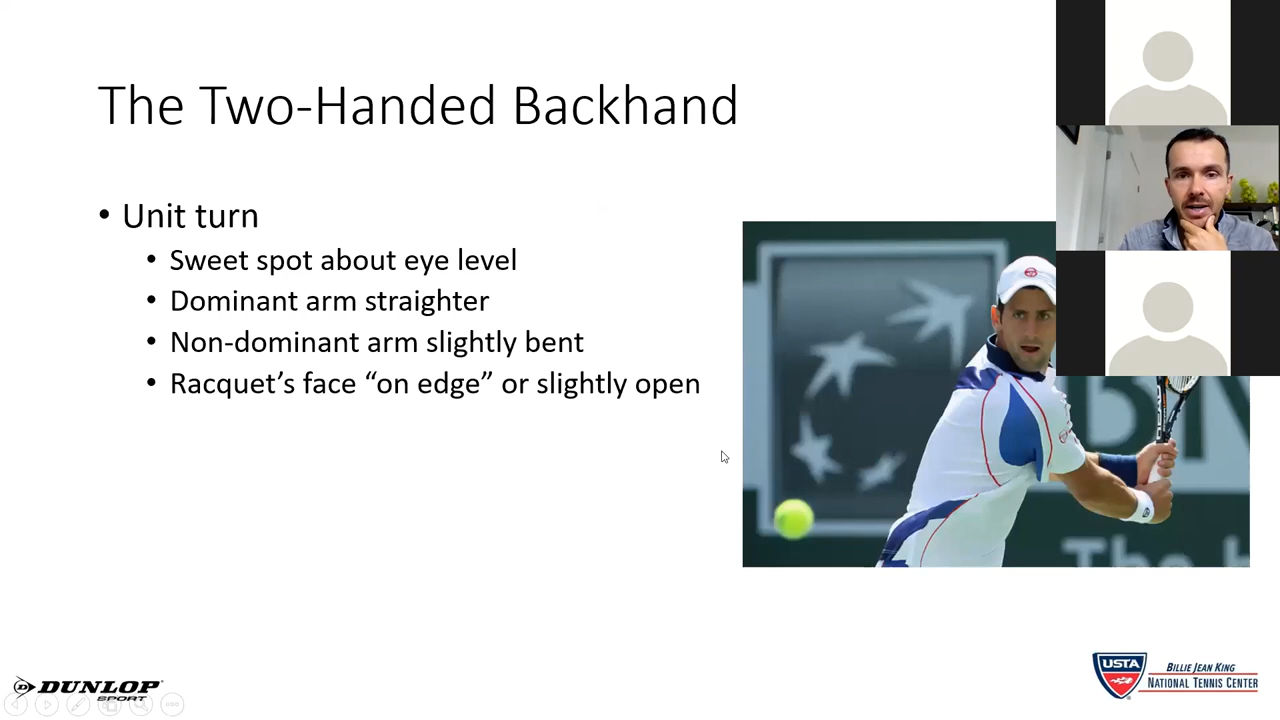 The Two-Handed Backhand
• Unit turn
• Sweet spot about eye level
• Dominant arm straighter
• Non-dominant arm slightly bent
• Racquet’s face “on edge” or slightly open
The
DUNLOP
SPORT
USTA
BILLIE JEAN KING
NATIONAL TENNIS CENTER